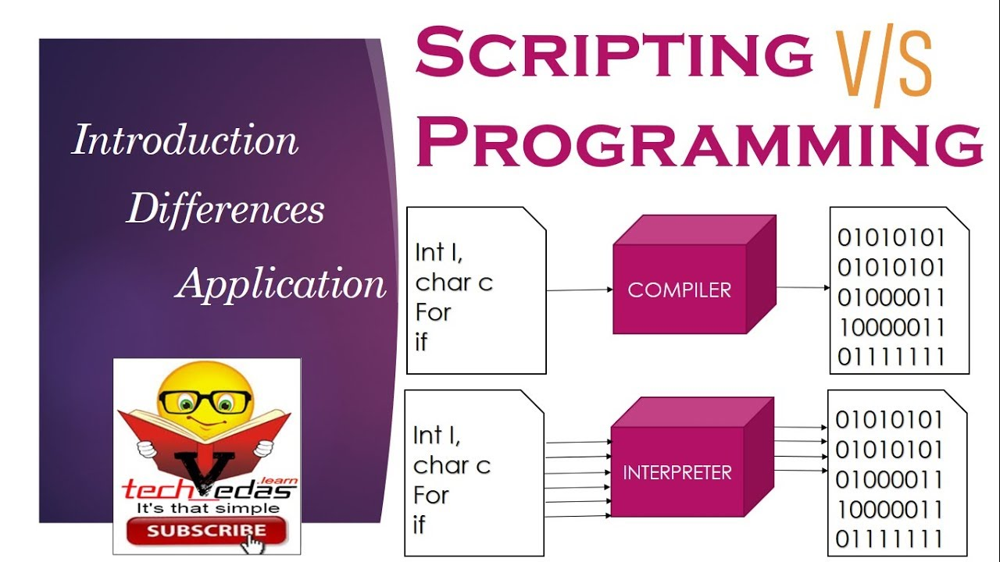 SCRIPTING V/S
PROGRAMMING
Introduction
Differences
Application
Int I,
char c
For
if
COMPILER
01010101
01010101
01000011
10000011
01111111
Int I,
char c
For
if
INTERPRETER
01010101
01010101
01000011
10000011
01111111
V
.learn
techVedas
It's that simple
SUBSCRIBE